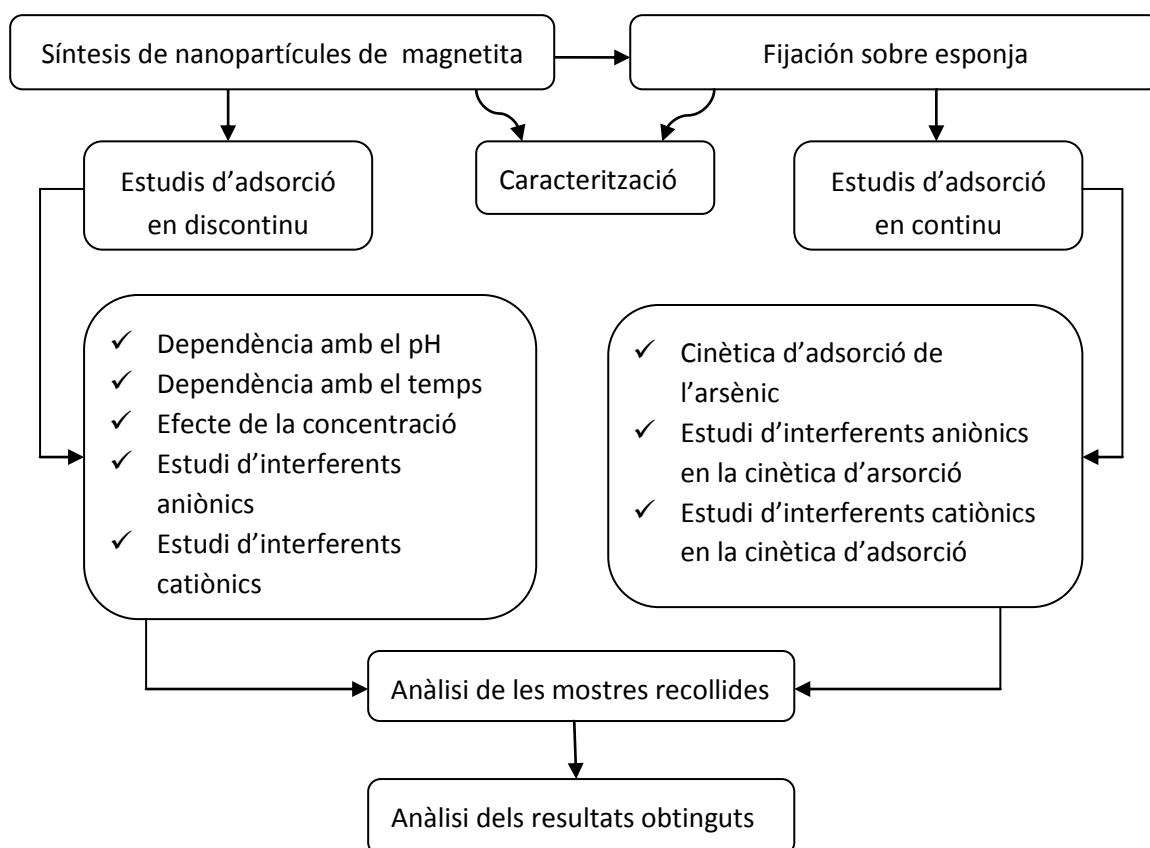 Síntesis de nanopartícules de magnetita
Fijación sobre esponja
Caracterització
Estudis d'adsorció
en discontinu
Estudis d'adsorció
en continu
✓ Dependència amb el pH
✓ Dependència amb el temps
✓ Efecte de la concentració
✓ Estudi d'interferents
aniònics
✓ Estudi d'interferents
catiònics
✓ Cinètica d'adsorció de
l'arsènic
✓ Estudi d'interferents aniònics
en la cinètica d'arsorció
✓ Estudi d'interferents catiònics
en la cinètica d'adsorció
Anàlisi de les mostres recollides
Anàlisi dels resultats obtinguts